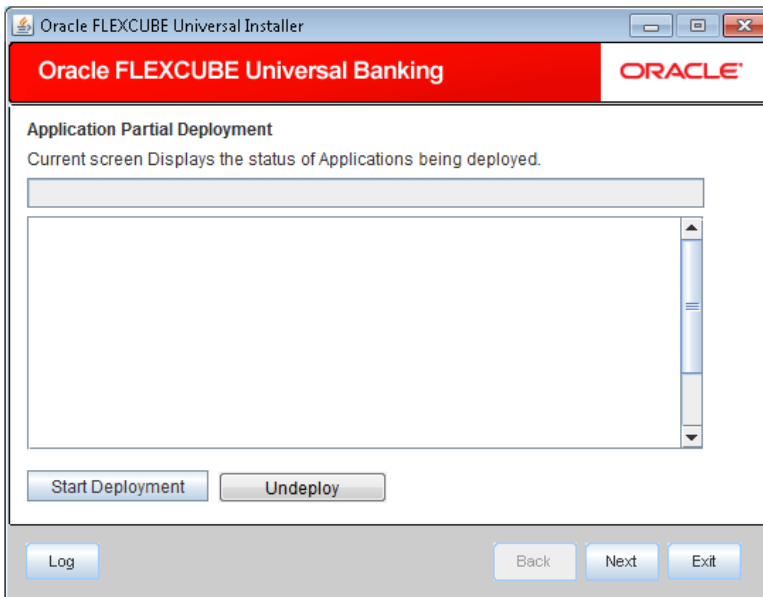 Oracle FLEXCUBE Universal Installer
Oracle FLEXCUBE Universal Banking
ORACLE
Application Partial Deployment
Current screen Displays the status of Applications being deployed.
Start Deployment Undeploy
Log Back Next Exit